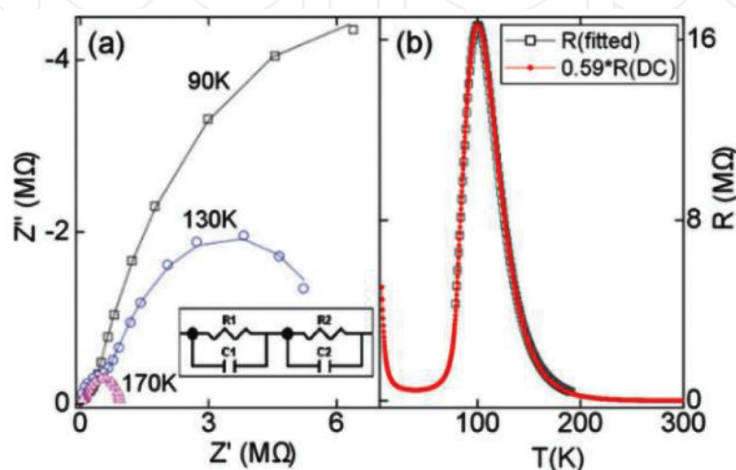 (a)
90K
130K
170K
R1
R2
C1
C2
-4
-2
0
Z'' (MΩ)
0
3
6
Z' (MΩ)
(b)
R(fitted)
0.59*R(DC)
16
8
0
R (MΩ)
100
200
300
T(K)